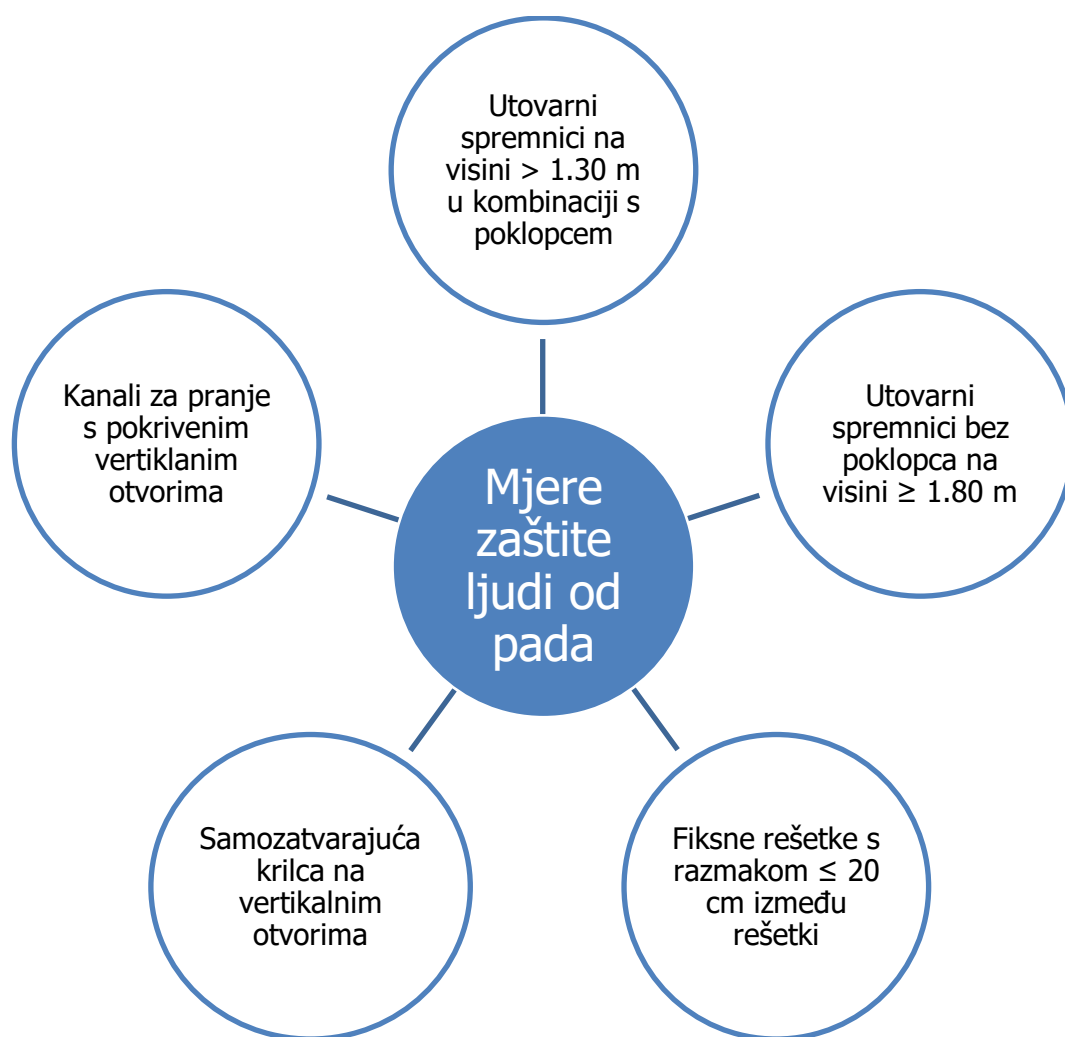 Utovarni
spremnici na
visini > 1.30 m
u kombinaciji s
poklopcem
Kanali za pranje
s pokrivenim
vertiklanim
otvorima
Utovarni
spremnici bez
poklopca na
visini ≥ 1.80 m
Mjere
zaštite
ljudi od
pada
Samozatvarajuća
krilca na
vertikalnim
otvorima
Fiksne rešetke s
razmakom ≤ 20
cm između
rešetki